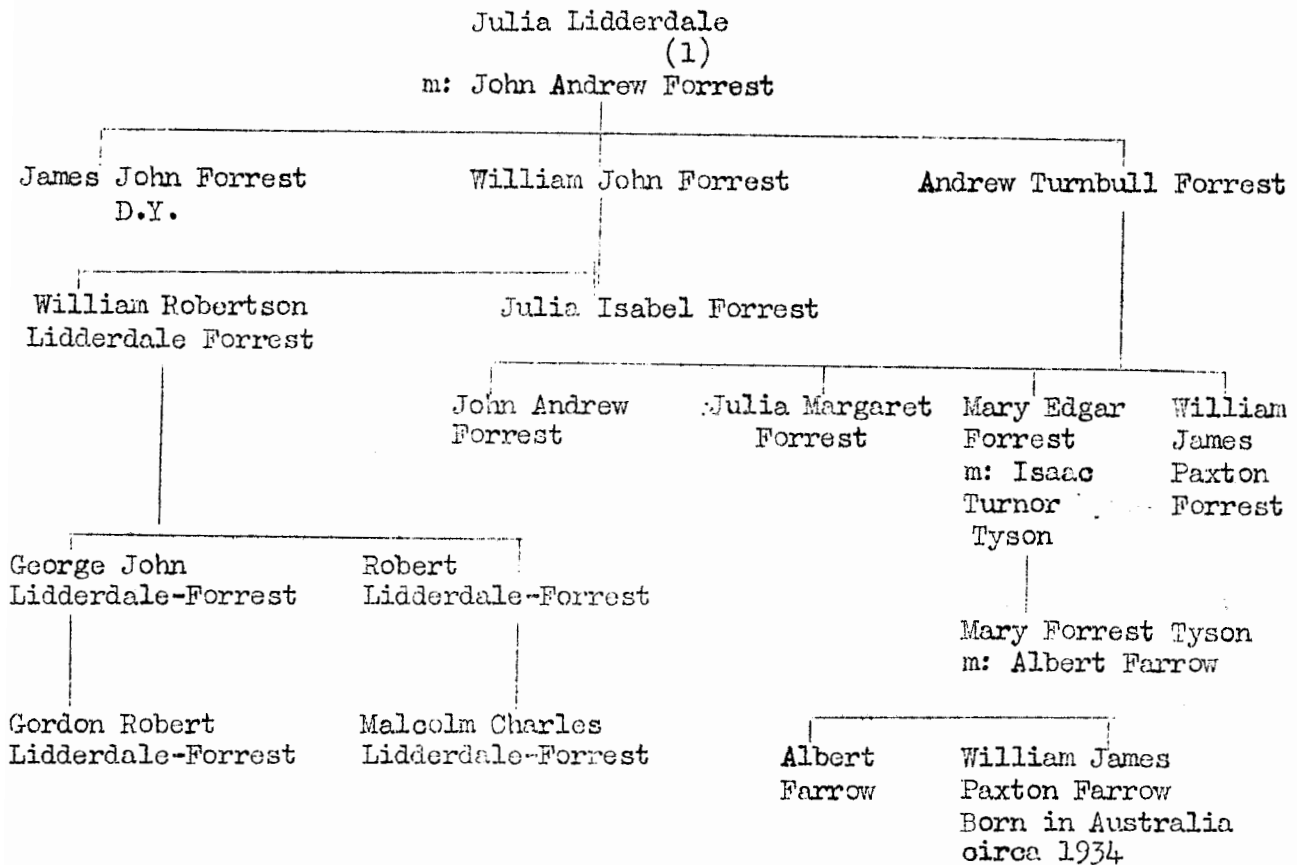 Julia Lidderdale
(1)
m: John Andrew Forrest
James John Forrest
D.Y.
William John Forrest
Andrew Turnbull Forrest
William Robertson
Lidderdale Forrest
Julia Isabel Forrest
John Andrew
Forrest
Julia Margaret
Forrest
Mary Edgar
Forrest
m: Isaac
Turnor
Tyson
William
James
Paxton
Forrest
George John
Lidderdale-Forrest
Robert
Lidderdale-Forrest
Mary Forrest Tyson
m: Albert Farrow
Gordon Robert
Lidderdale-Forrest
Malcolm Charles
Lidderdale-Forrest
Albert
Farrow
William James
Paxton Farrow
Born in Australia
circa 1934